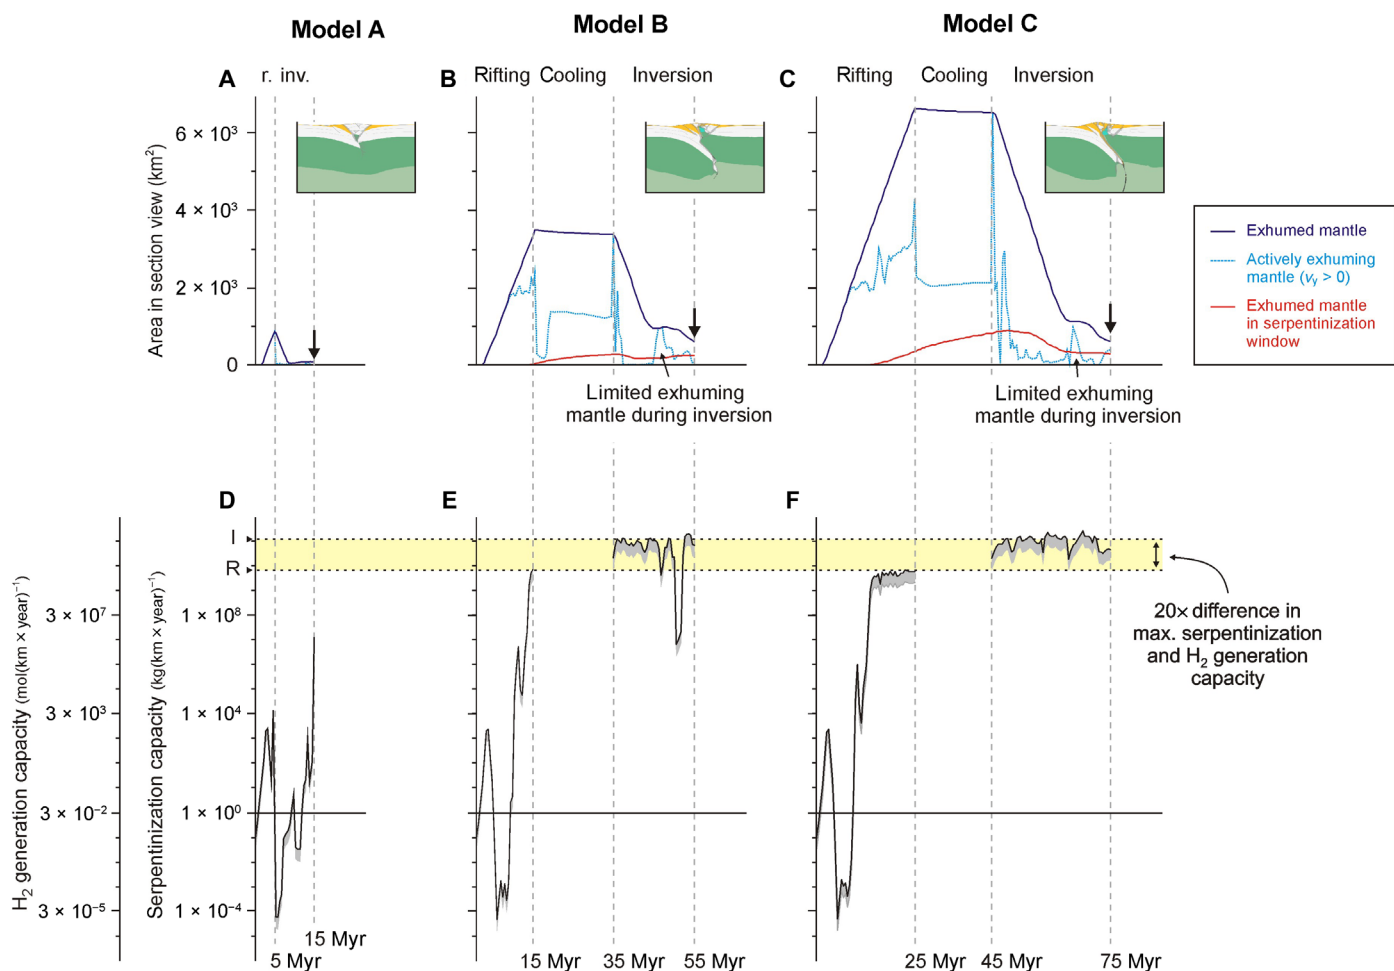 Model A
Model B
Model C
A
r. inv.
B
Rifting Cooling Inversion
C
Rifting Cooling Inversion
Area in section view (km²)
6 × 10³
4 × 10³
2 × 10³
0
Exhumed mantle
Actively exhuming
mantle (vᵧ > 0)
Exhumed mantle
in serpentinization
window
Limited exhuming
mantle during inversion
Limited exhuming
mantle during inversion
D
E
F
I
R
H₂ generation capacity (mol(km × year)⁻¹)
3 × 10⁷
3 × 10³
3 × 10⁻²
3 × 10⁻⁵
Serpentinization capacity (kg(km × year)⁻¹)
1 × 10⁸
1 × 10⁴
1 × 10⁰
1 × 10⁻⁴
20× difference in
max. serpentinization
and H₂ generation
capacity
15 Myr
5 Myr
15 Myr
35 Myr
55 Myr
25 Myr
45 Myr
75 Myr